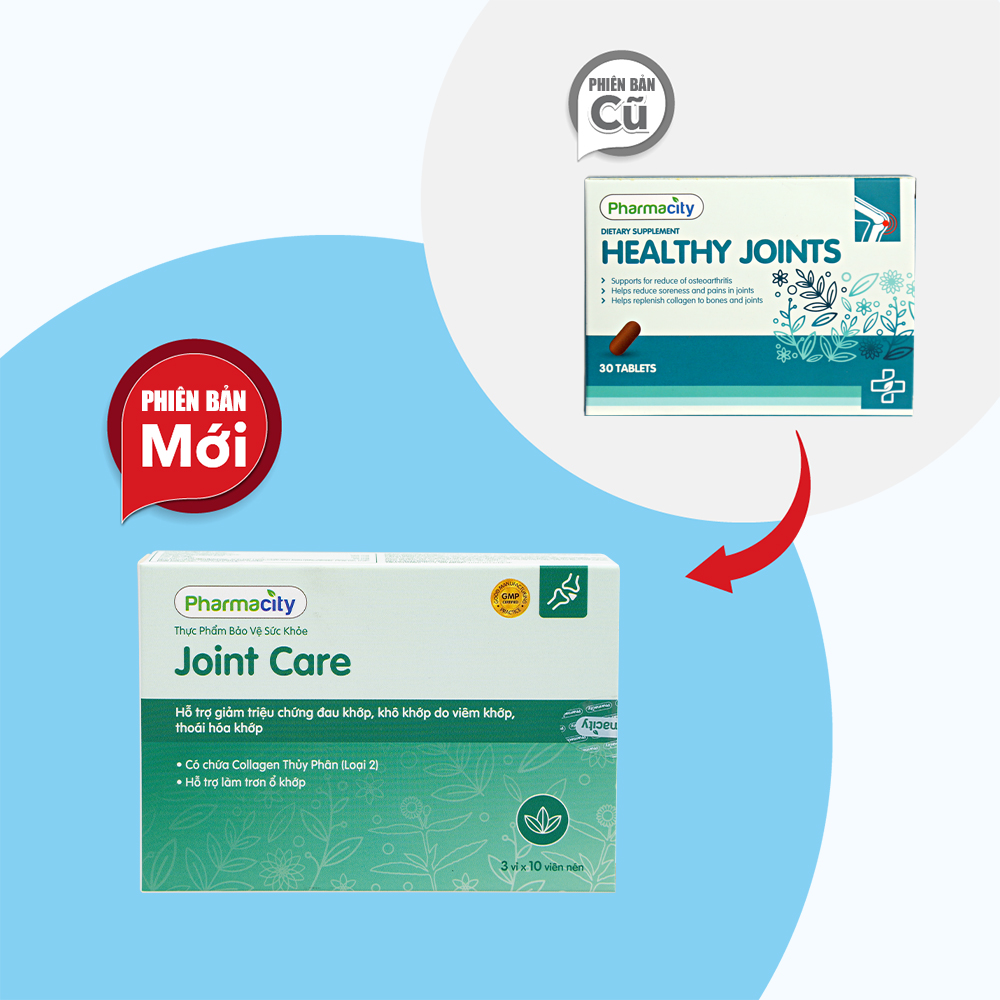 PHIÊN BẢN
Cũ
Pharmacity
DIETARY SUPPLEMENT
HEALTHY JOINTS
Supports for reduce of osteoarthritis
Helps reduce soreness and pains in joints
Helps replenish collagen to bones and joints
30 TABLETS
PHIÊN BẢN
Mới
Pharmacity
Thực Phẩm Bảo Vệ Sức Khỏe
Joint Care
GMP
Hỗ trợ giảm triệu chứng đau khớp, khô khớp do viêm khớp,
thoái hóa khớp
• Có chứa Collagen Thủy Phân (Loại 2)
• Hỗ trợ làm trơn ổ khớp
3 vỉ x 10 viên nén